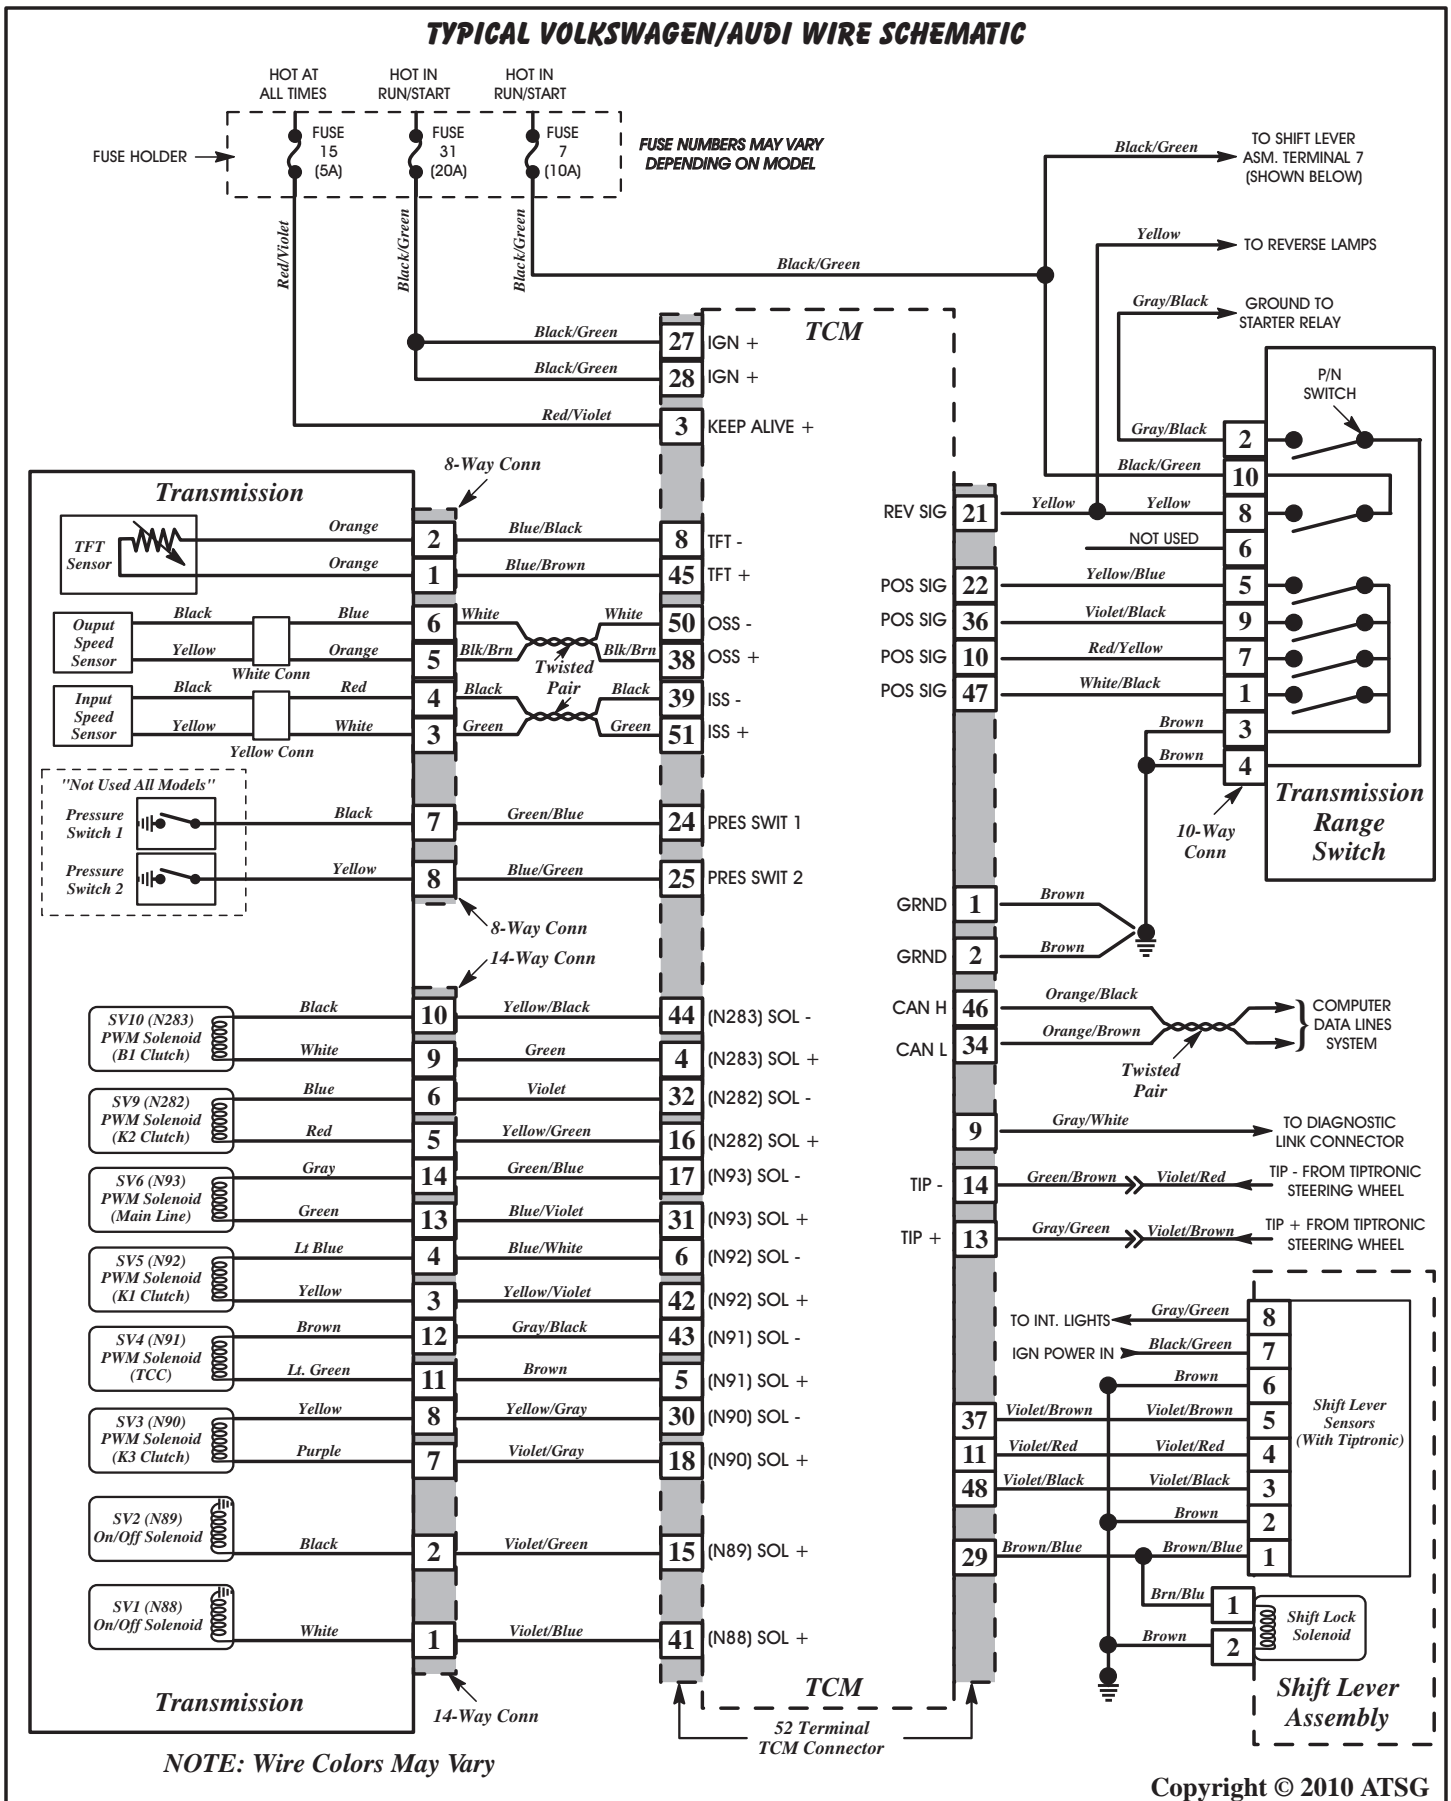 TYPICAL VOLKSWAGEN/AUDI WIRE SCHEMATIC
HOT AT
ALL TIMES
HOT IN
RUN/START
HOT IN
RUN/START
FUSE HOLDER
FUSE
15
(5A)
FUSE
31
(20A)
FUSE
7
(10A)
FUSE NUMBERS MAY VARY
DEPENDING ON MODEL
Red/Violet
Black/Green
Black/Green
Black/Green
Black/Green
TO SHIFT LEVER
ASM. TERMINAL 7
(SHOWN BELOW)
Yellow
TO REVERSE LAMPS
Gray/Black
GROUND TO
STARTER RELAY
TCM
Black/Green
27
IGN +
Black/Green
28
IGN +
Red/Violet
3
KEEP ALIVE +
8-Way Conn
Transmission
TFT
Sensor
Orange
2
Blue/Black
8
TFT -
Orange
1
Blue/Brown
45
TFT +
Ouput
Speed
Sensor
Black
Blue
6
White
White
50
OSS -
Yellow
White Conn
Orange
5
Blk/Brn
Twisted
Pair
Blk/Brn
38
OSS +
Input
Speed
Sensor
Black
Red
4
Black
Black
39
ISS -
Yellow
Yellow Conn
White
3
Green
Green
51
ISS +
"Not Used All Models"
Pressure
Switch 1
Black
7
Green/Blue
24
PRES SWIT 1
Pressure
Switch 2
Yellow
8
Blue/Green
25
PRES SWIT 2
8-Way Conn
14-Way Conn
SV10 (N283)
PWM Solenoid
(B1 Clutch)
Black
10
Yellow/Black
44
(N283) SOL -
White
9
Green
4
(N283) SOL +
SV9 (N282)
PWM Solenoid
(K2 Clutch)
Blue
6
Violet
32
(N282) SOL -
Red
5
Yellow/Green
16
(N282) SOL +
SV6 (N93)
PWM Solenoid
(Main Line)
Gray
14
Green/Blue
17
(N93) SOL -
Green
13
Blue/Violet
31
(N93) SOL +
SV5 (N92)
PWM Solenoid
(K1 Clutch)
Lt Blue
4
Blue/White
6
(N92) SOL -
Yellow
3
Yellow/Violet
42
(N92) SOL +
SV4 (N91)
PWM Solenoid
(TCC)
Brown
12
Gray/Black
43
(N91) SOL -
Lt. Green
11
Brown
5
(N91) SOL +
SV3 (N90)
PWM Solenoid
(K3 Clutch)
Yellow
8
Yellow/Gray
30
(N90) SOL -
Purple
7
Violet/Gray
18
(N90) SOL +
SV2 (N89)
On/Off Solenoid
Black
2
Violet/Green
15
(N89) SOL +
SV1 (N88)
On/Off Solenoid
White
1
Violet/Blue
41
(N88) SOL +
Transmission
14-Way Conn
TCM
52 Terminal
TCM Connector
P/N
SWITCH
Gray/Black
2
Black/Green
10
REV SIG
21
Yellow
Yellow
8
NOT USED
6
POS SIG
22
Yellow/Blue
5
POS SIG
36
Violet/Black
9
POS SIG
10
Red/Yellow
7
POS SIG
47
White/Black
1
Brown
3
Brown
4
10-Way
Conn
Transmission
Range
Switch
GRND
1
Brown
GRND
2
Brown
CAN H
46
Orange/Black
CAN L
34
Orange/Brown
Twisted
Pair
COMPUTER
DATA LINES
SYSTEM
9
Gray/White
TO DIAGNOSTIC
LINK CONNECTOR
TIP -
14
Green/Brown
Violet/Red
TIP - FROM TIPTRONIC
STEERING WHEEL
TIP +
13
Gray/Green
Violet/Brown
TIP + FROM TIPTRONIC
STEERING WHEEL
TO INT. LIGHTS
Gray/Green
8
IGN POWER IN
Black/Green
7
Brown
6
37
Violet/Brown
Violet/Brown
5
11
Violet/Red
Violet/Red
4
48
Violet/Black
Violet/Black
3
Brown
2
29
Brown/Blue
Brown/Blue
1
Shift Lever
Sensors
(With Tiptronic)
Brn/Blu
1
Brown
2
Shift Lock
Solenoid
Shift Lever
Assembly
NOTE: Wire Colors May Vary
Copyright © 2010 ATSG